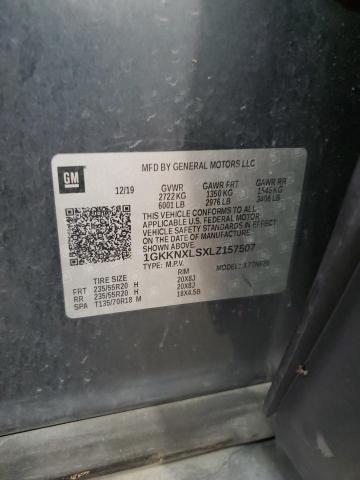 GM
MFD BY GENERAL MOTORS LLC
12/19 GVWR GAWR FRT GAWR RR
2722 KG 1350 KG 1545 KG
6001 LB 2976 LB 3406 LB
THIS VEHICLE CONFORMS TO ALL
APPLICABLE U.S. FEDERAL MOTOR
VEHICLE SAFETY STANDARDS IN EFFECT
ON THE DATE OF MANUFACTURE SHOWN ABOVE.
1GKKNXLSXLZ157507
TYPE: M.P.V. MODEL:
TIRE SIZE RIM
FRT 235/55R20 H 20X8J
RR 235/55R20 H 20X8J
SPA T135/70R18 M 18X4.5B